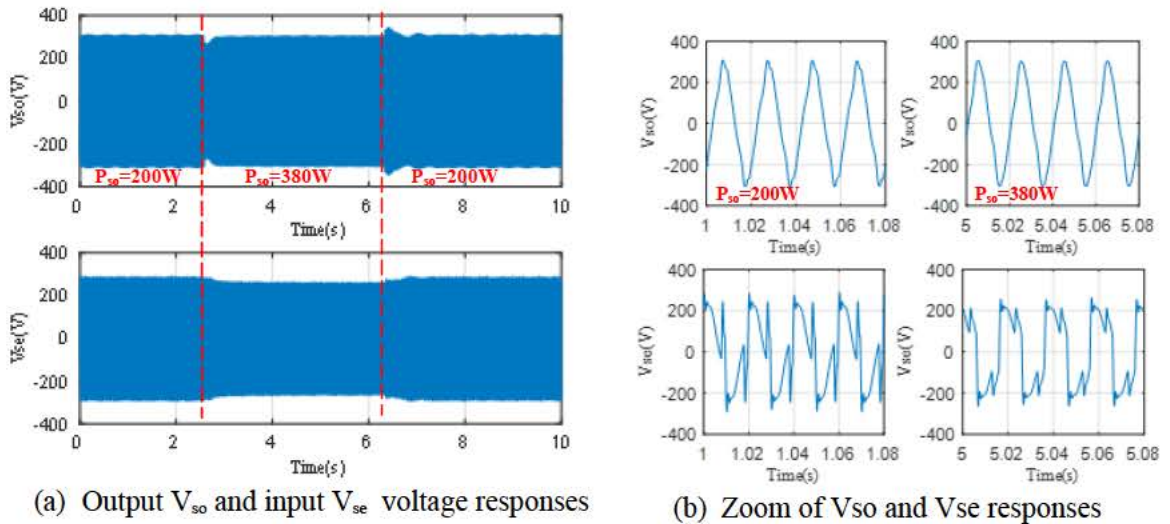 400
200
0
-200
-400
Vso(V)
P_so=200W
P_so=380W
P_so=200W
0 2 4 6 8 10
Time(s)
400
200
0
-200
-400
Vse(V)
0 2 4 6 8 10
Time(s)
(a) Output V_so and input V_se voltage responses
400
200
0
-200
-400
V_so(V)
P_so=200W
1 1.02 1.04 1.06 1.08
Time(s)
400
200
0
-200
-400
V_so(V)
P_so=380W
5 5.02 5.04 5.06 5.08
Time(s)
400
200
0
-200
-400
V_se(V)
1 1.02 1.04 1.06 1.08
Time(s)
400
200
0
-200
-400
V_se(V)
5 5.02 5.04 5.06 5.08
Time(s)
(b) Zoom of Vso and Vse responses